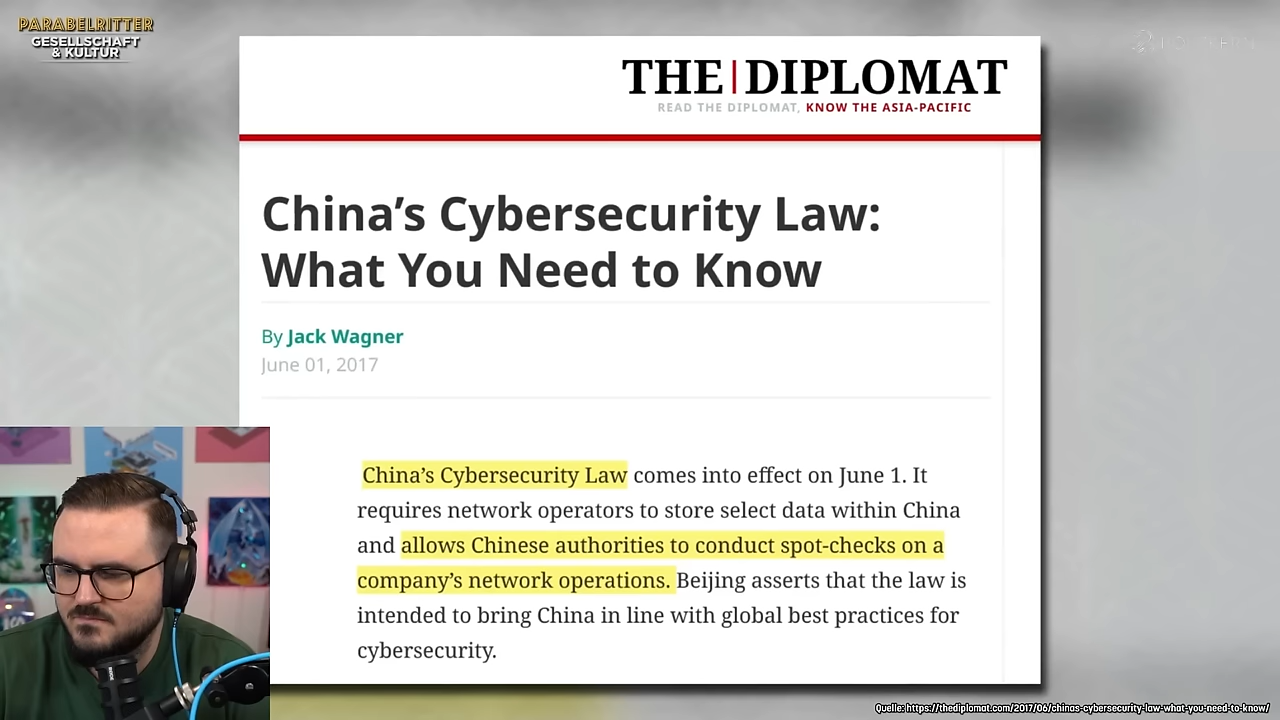 PARABELRITTER
GESELLSCHAFT
& KULTUR
THE|DIPLOMAT
READ THE DIPLOMAT, KNOW THE ASIA-PACIFIC
China’s Cybersecurity Law:
What You Need to Know
By Jack Wagner
June 01, 2017
China’s Cybersecurity Law comes into effect on June 1. It
requires network operators to store select data within China
and allows Chinese authorities to conduct spot-checks on a
company’s network operations. Beijing asserts that the law is
intended to bring China in line with global best practices for
cybersecurity.
Quelle: https://thediplomat.com/2017/06/chinas-cybersecurity-law-what-you-need-to-know/